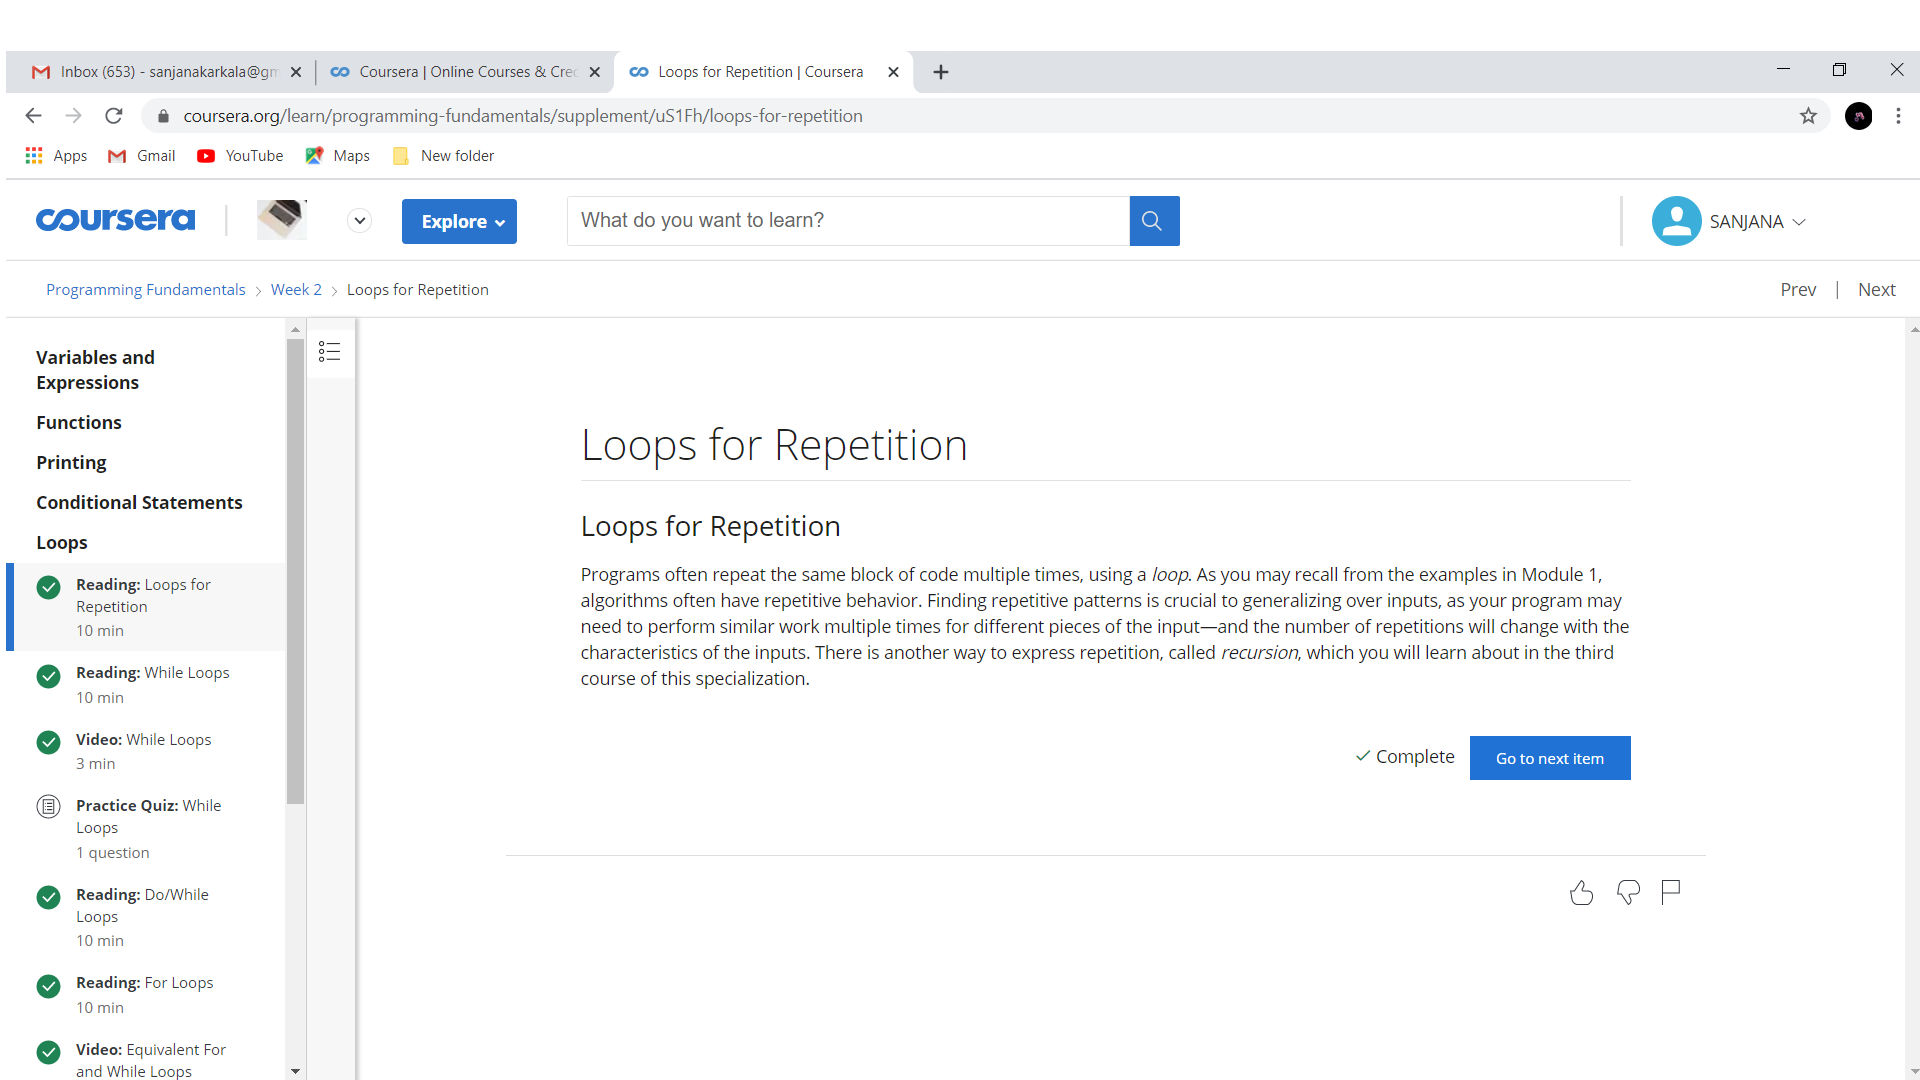 Inbox (653) - sanjanakarkala@gm
Coursera | Online Courses & Cre
Loops for Repetition | Coursera
coursera.org/learn/programming-fundamentals/supplement/uS1Fh/loops-for-repetition
Apps
Gmail
YouTube
Maps
New folder
coursera
Explore
What do you want to learn?
SANJANA
Programming Fundamentals > Week 2 > Loops for Repetition
Prev | Next
Variables and
Expressions
Functions
Printing
Conditional Statements
Loops
Reading: Loops for
Repetition
10 min
Reading: While Loops
10 min
Video: While Loops
3 min
Practice Quiz: While
Loops
1 question
Reading: Do/While
Loops
10 min
Reading: For Loops
10 min
Video: Equivalent For
and While Loops
Loops for Repetition
Loops for Repetition
Programs often repeat the same block of code multiple times, using a loop. As you may recall from the examples in Module 1,
algorithms often have repetitive behavior. Finding repetitive patterns is crucial to generalizing over inputs, as your program may
need to perform similar work multiple times for different pieces of the input—and the number of repetitions will change with the
characteristics of the inputs. There is another way to express repetition, called recursion, which you will learn about in the third
course of this specialization.
Complete
Go to next item